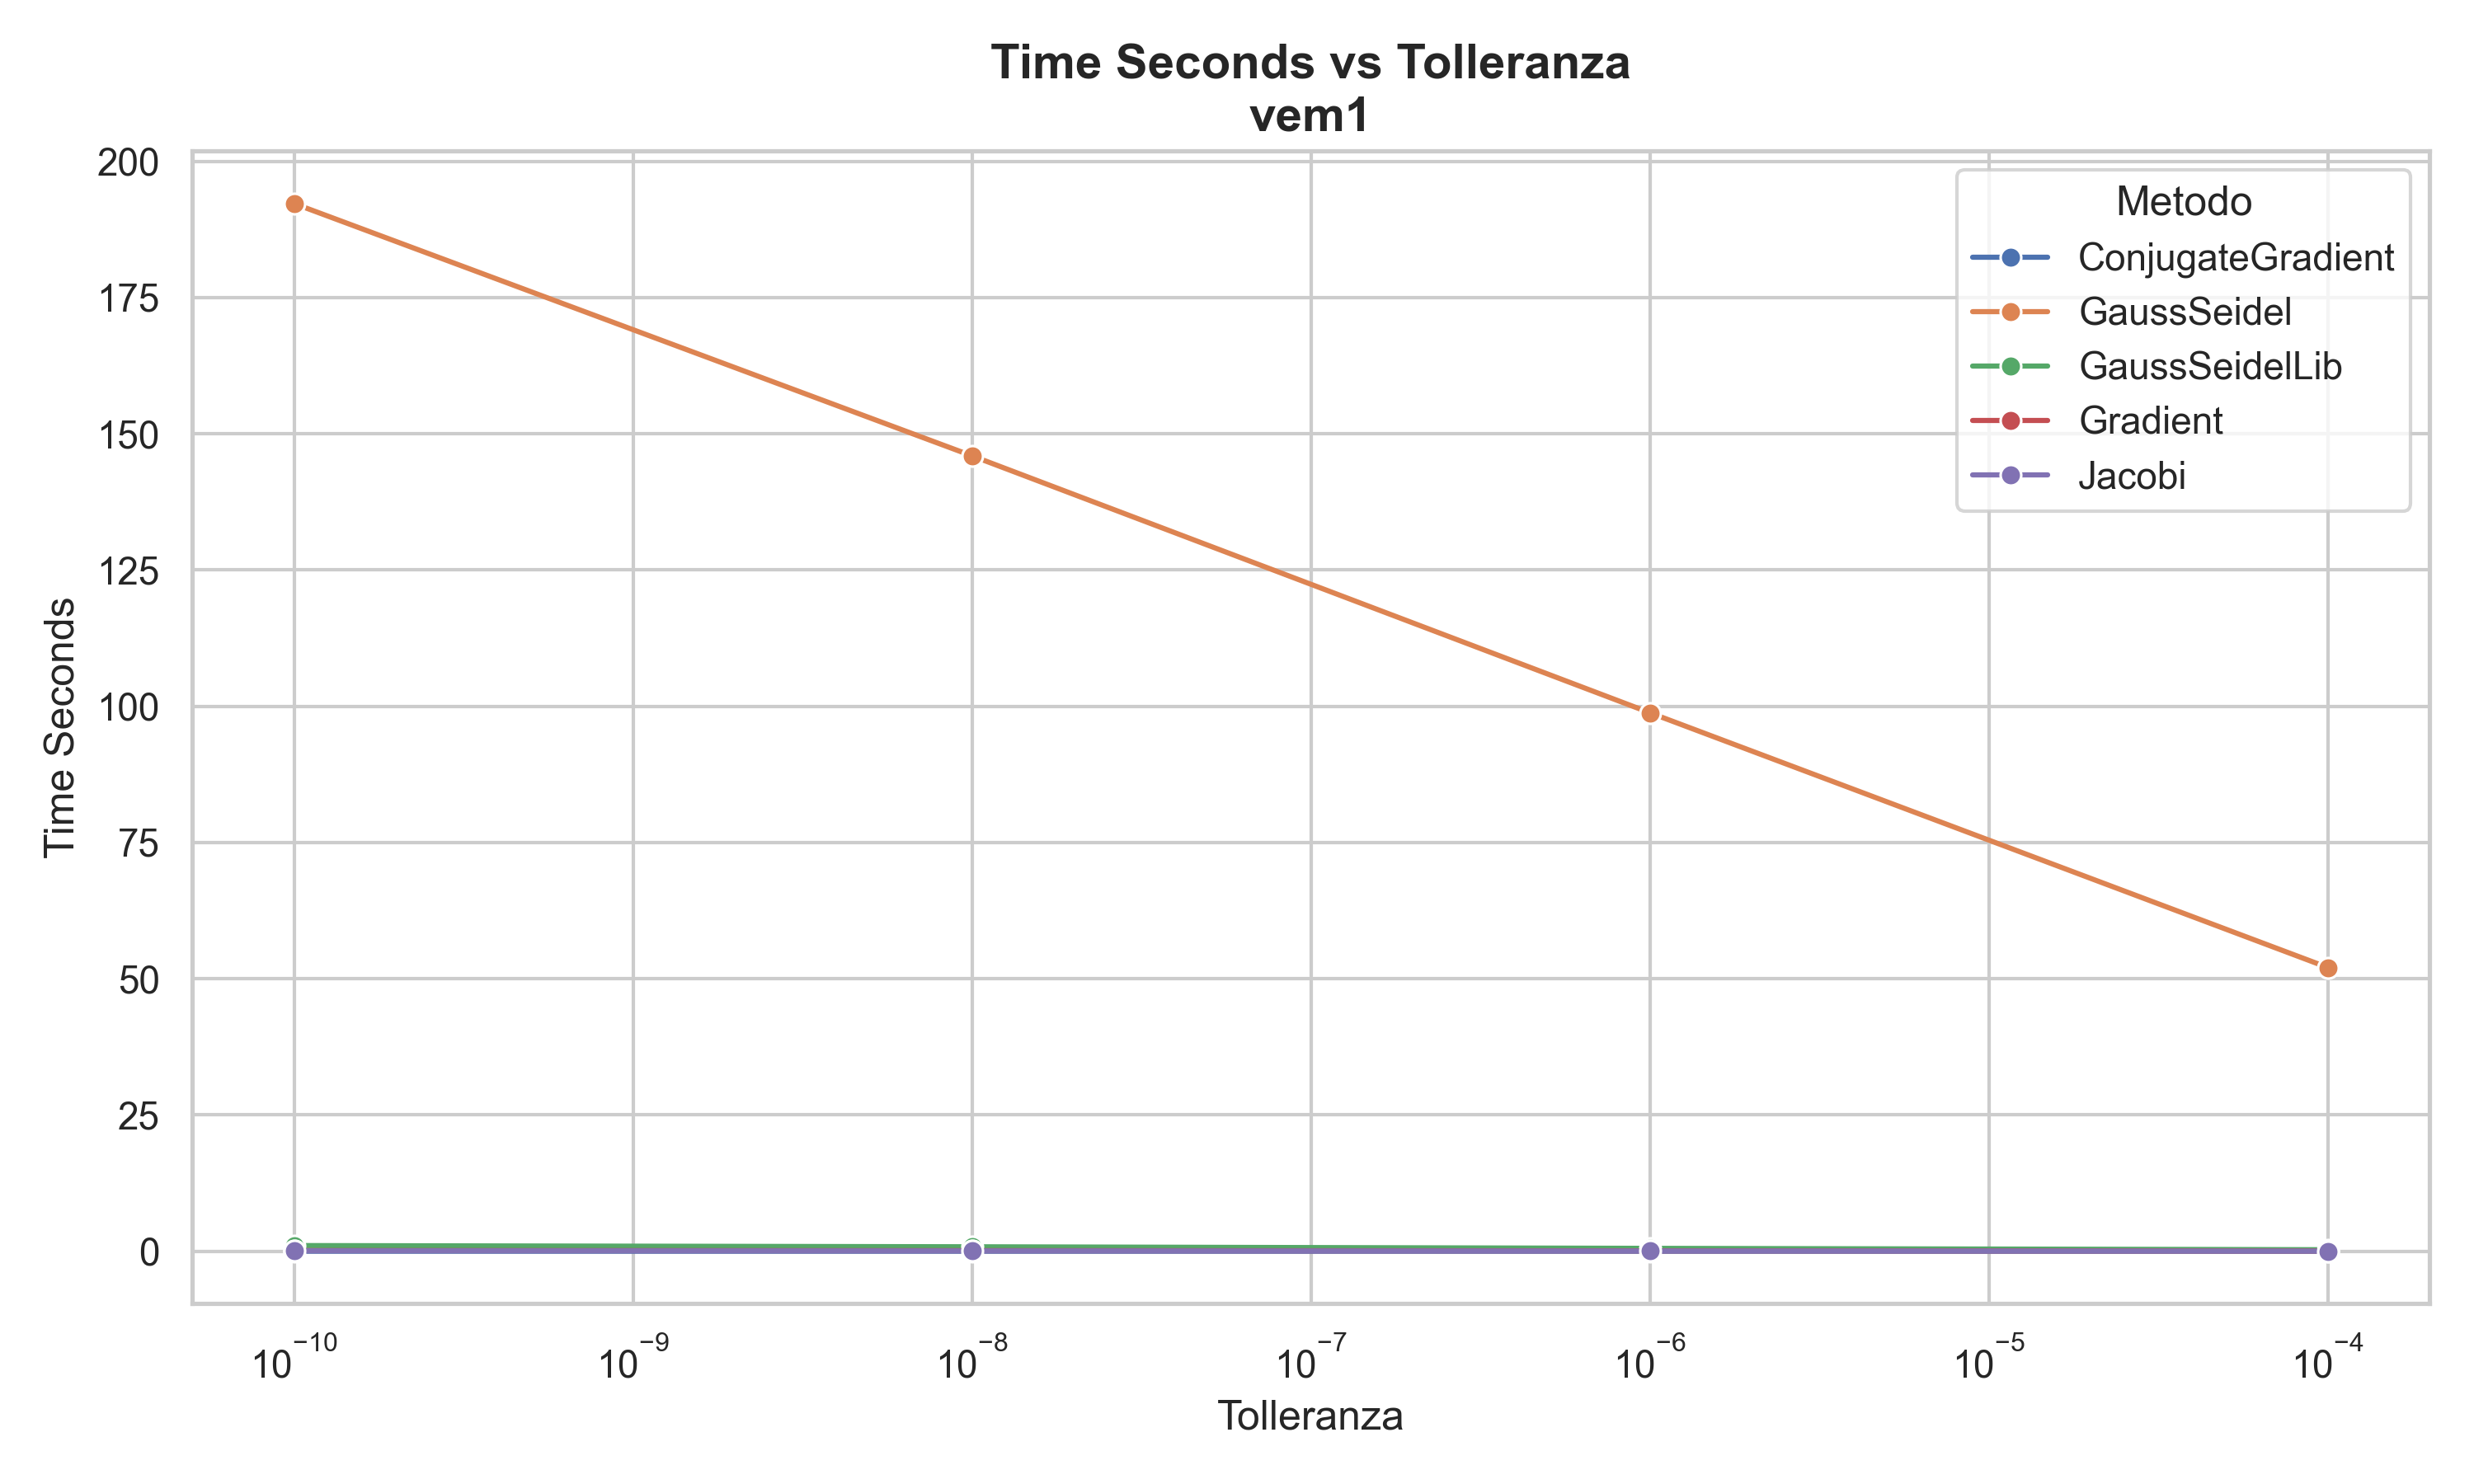 Time Seconds vs Tolleranza
vem1
200
175
150
125
100
75
50
25
0
Time Seconds
Metodo
ConjugateGradient
GaussSeidel
GaussSeidelLib
Gradient
Jacobi
10⁻¹⁰ 10⁻⁹ 10⁻⁸ 10⁻⁷ 10⁻⁶ 10⁻⁵ 10⁻⁴
Tolleranza